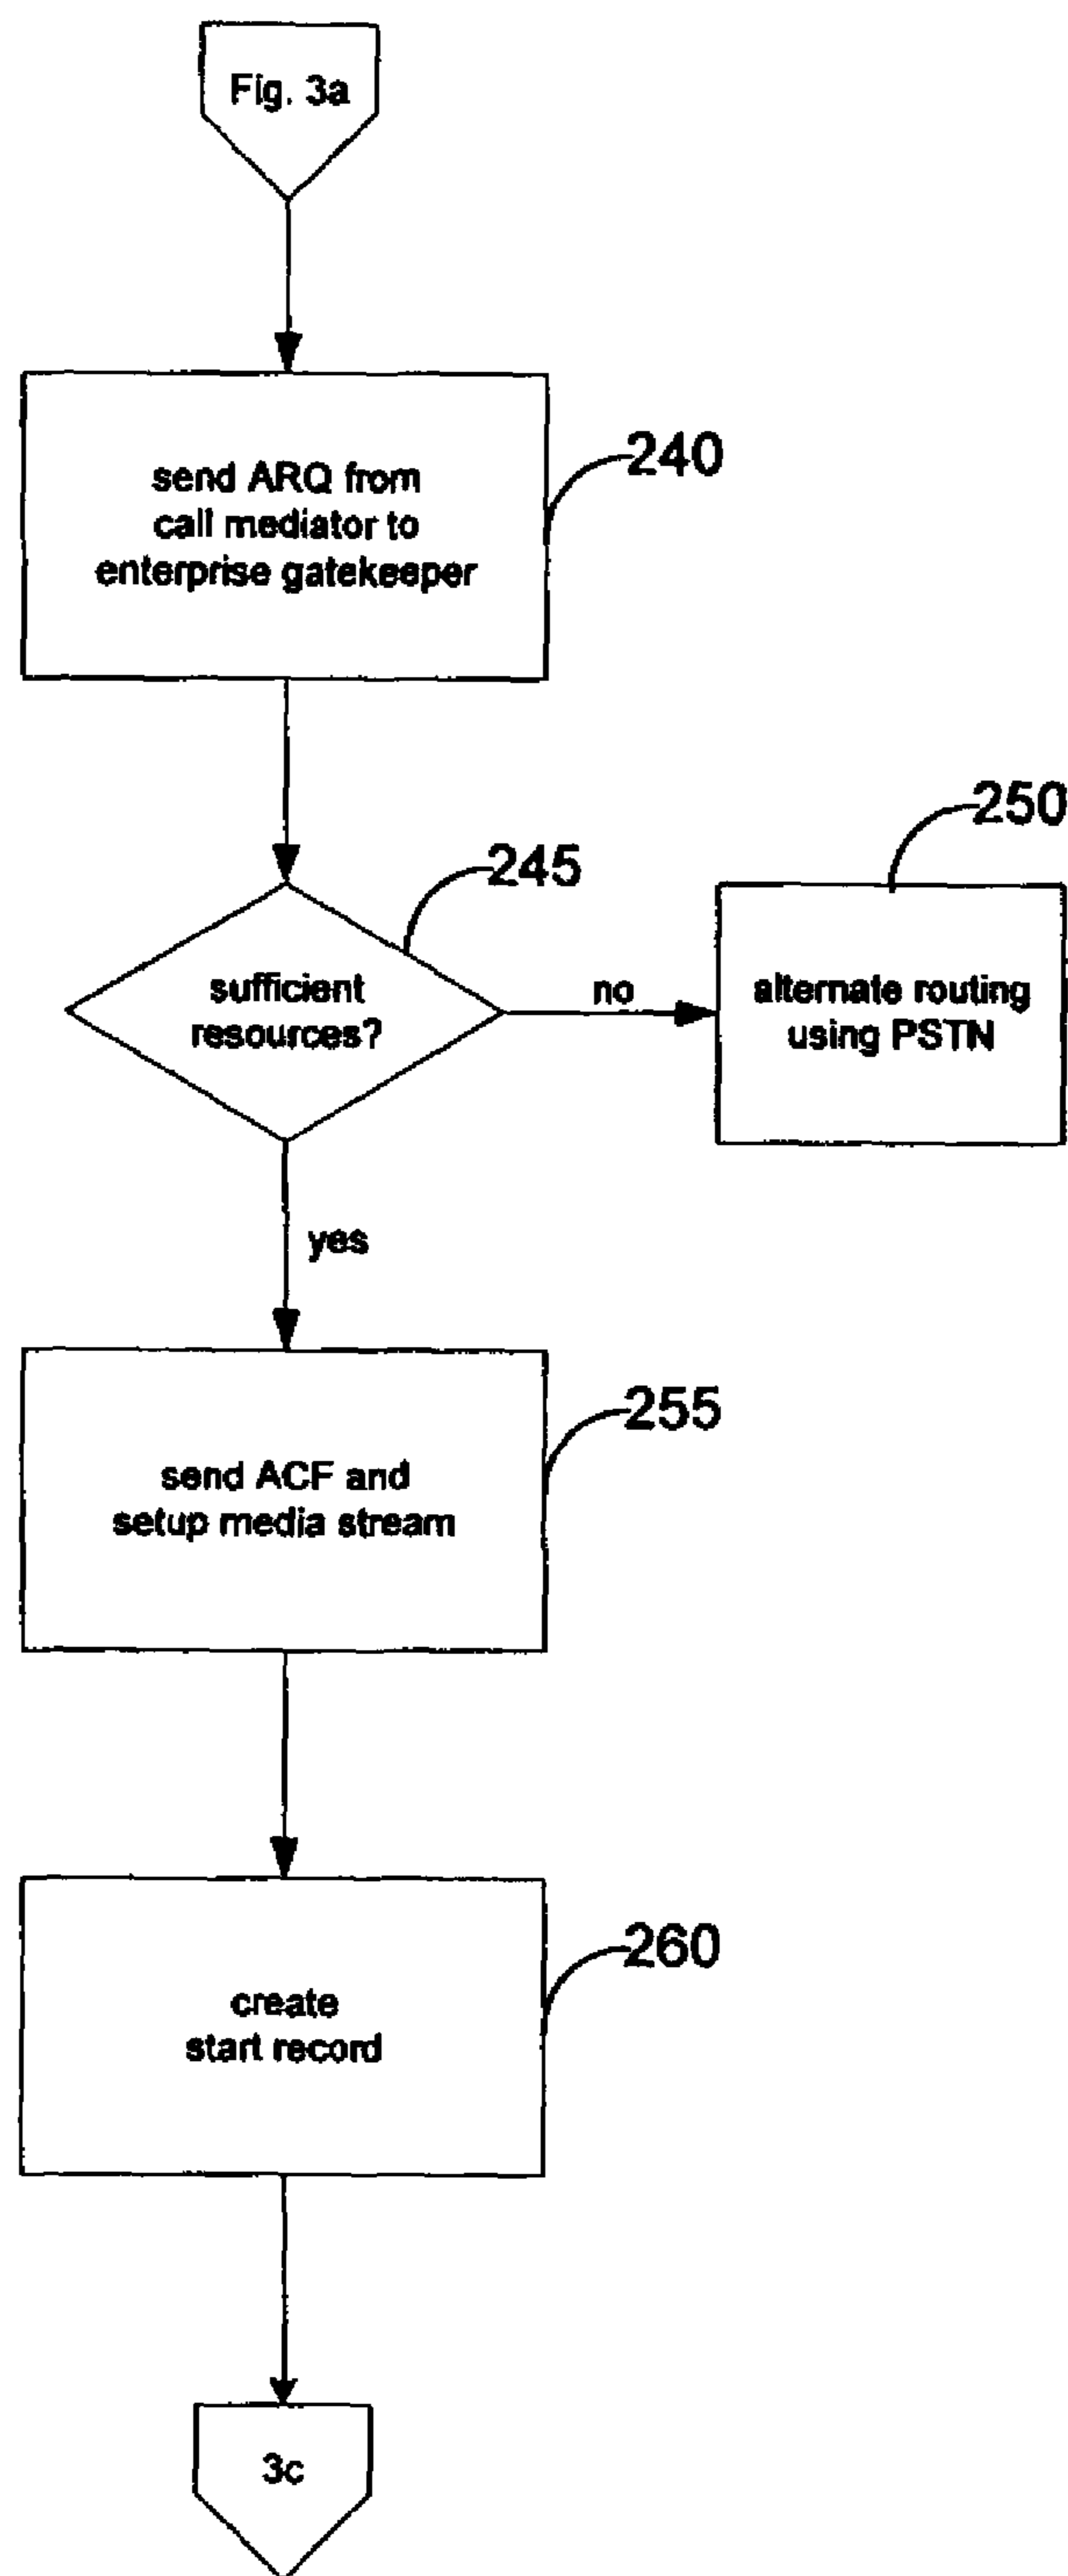 Fig. 3a
send ARQ from
call mediator to
enterprise gatekeeper
240
245
sufficient
resources?
no
250
alternate routing
using PSTN
yes
255
send ACF and
setup media stream
260
create
start record
3c